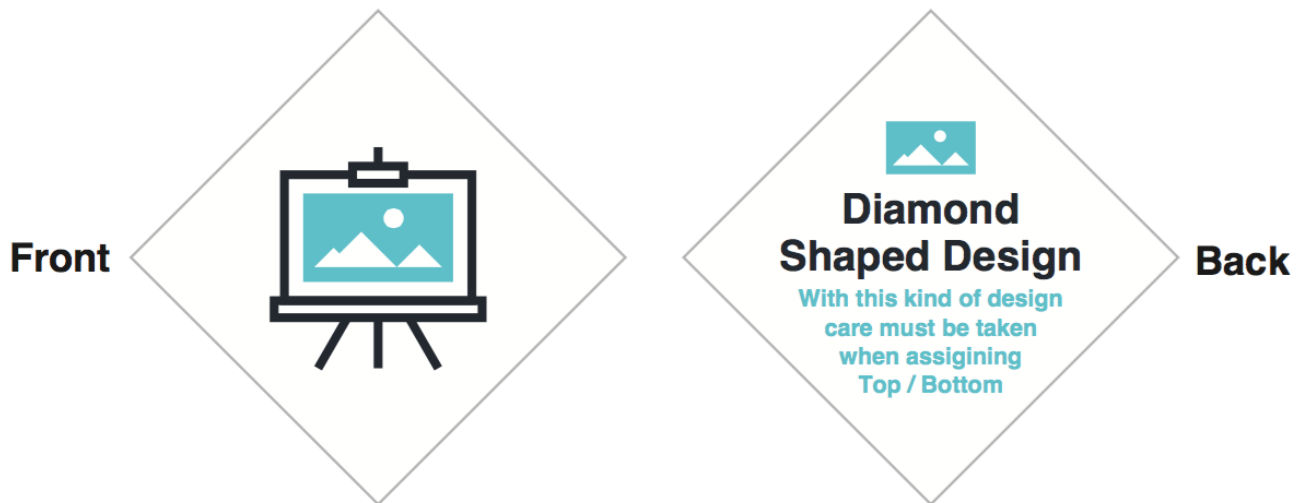 Front
Diamond
Shaped Design
With this kind of design
care must be taken
when assigining
Top / Bottom
Back